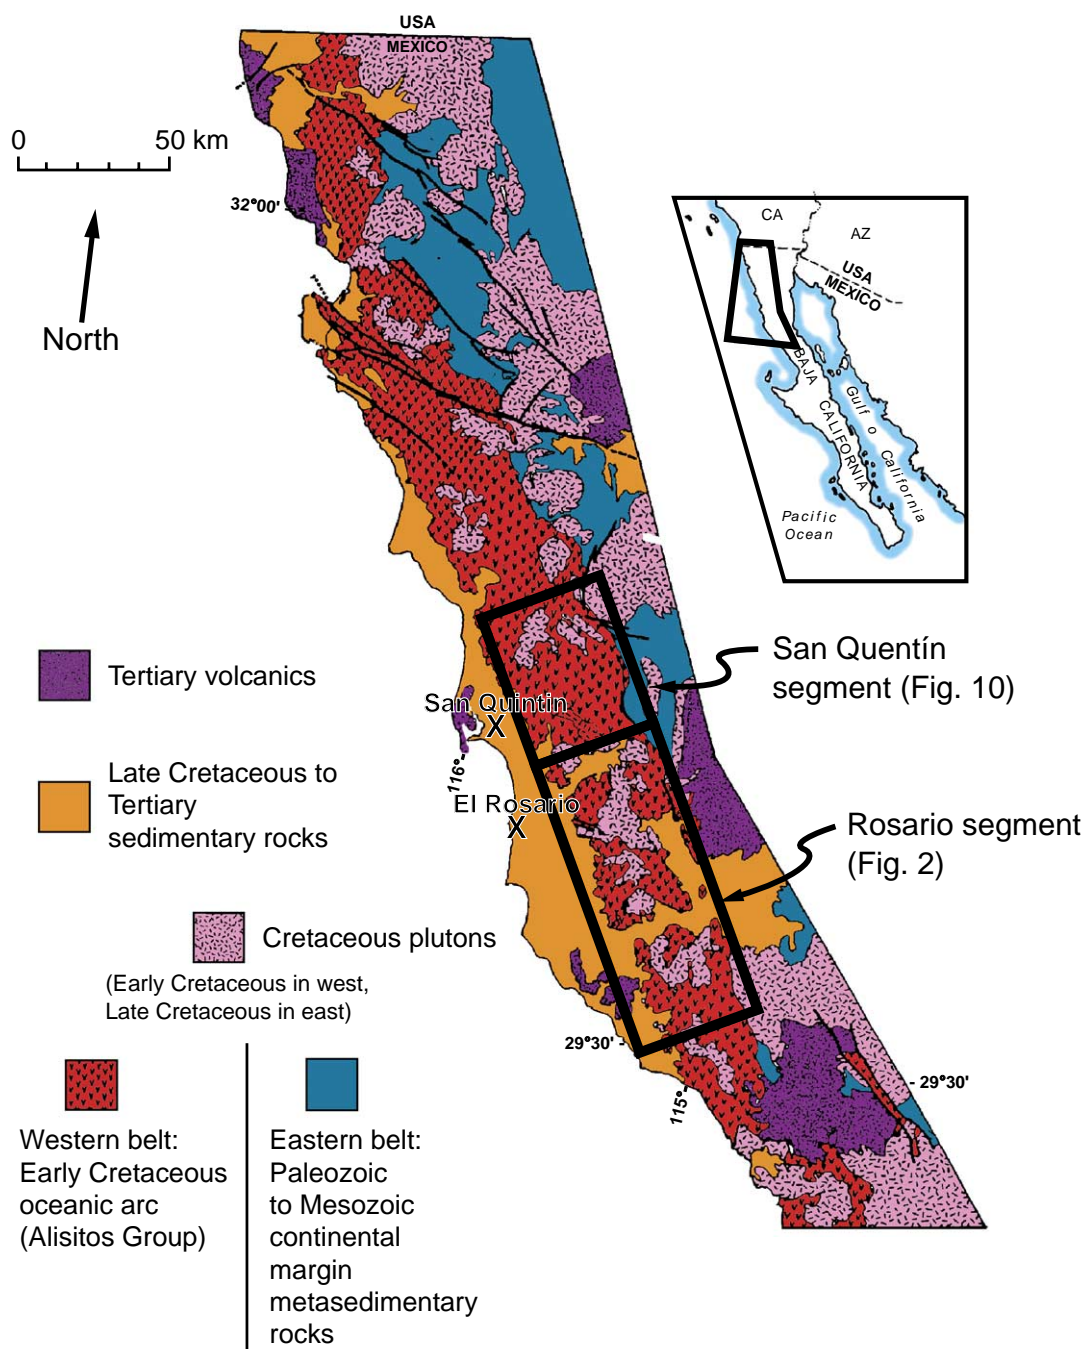 USA
MEXICO
0 50 km
32°00'
North
CA
AZ
USA
MEXICO
BAJA CALIFORNIA
Gulf o California
Pacific
Ocean
San Quentín
segment (Fig. 10)
Tertiary volcanics
San Quintin
X
116°
Late Cretaceous to
Tertiary
sedimentary rocks
El Rosario
X
Rosario segment
(Fig. 2)
Cretaceous plutons
(Early Cretaceous in west,
Late Cretaceous in east)
29°30'
29°30'
115°
Western belt:
Early Cretaceous
oceanic arc
(Alisitos Group)
Eastern belt:
Paleozoic
to Mesozoic
continental
margin
metasedimentary
rocks